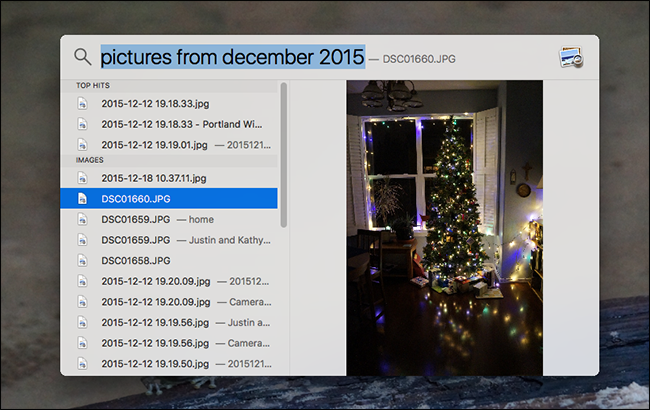 pictures from december 2015 — DSC01660.JPG
TOP HITS
2015-12-12 19.18.33.jpg
2015-12-12 19.18.33 - Portland Wi...
2015-12-12 19.19.01.jpg — 2015121...
IMAGES
2015-12-18 10.37.11.jpg
DSC01660.JPG
DSC01659.JPG — home
DSC01659.JPG — Justin and Kathy...
DSC01658.JPG
2015-12-12 19.20.09.jpg — 201512...
2015-12-12 19.20.09.jpg — Camera...
2015-12-12 19.19.56.jpg — Justin a...
2015-12-12 19.19.56.jpg — Camera...
2015-12-12 19.19.50.jpg — 201512...